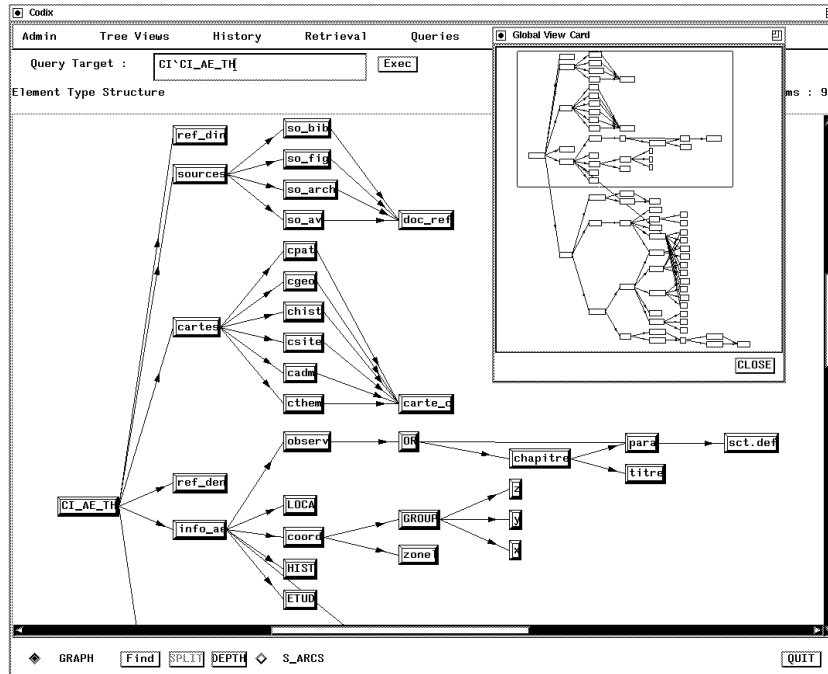 Codix
Admin Tree Views History Retrieval Queries
Global View Card
Query Target : CI`CI_AE_TH Exec
Element Type Structure
ms : 9
ref_din
so_bib
sources
so_fig
so_arch
so_av
doc_ref
cpat
cgeo
chist
cartes
csite
cadm
CLOSE
cthem
carte_c
observ
OR
para
sct.def
chapitre
titre
ref_den
z
CI_AE_TH
LOCA
GROUP
y
info_ae
coord
zone
x
HIST
ETUD
GRAPH Find SPLIT DEPTH S_ARCS QUIT